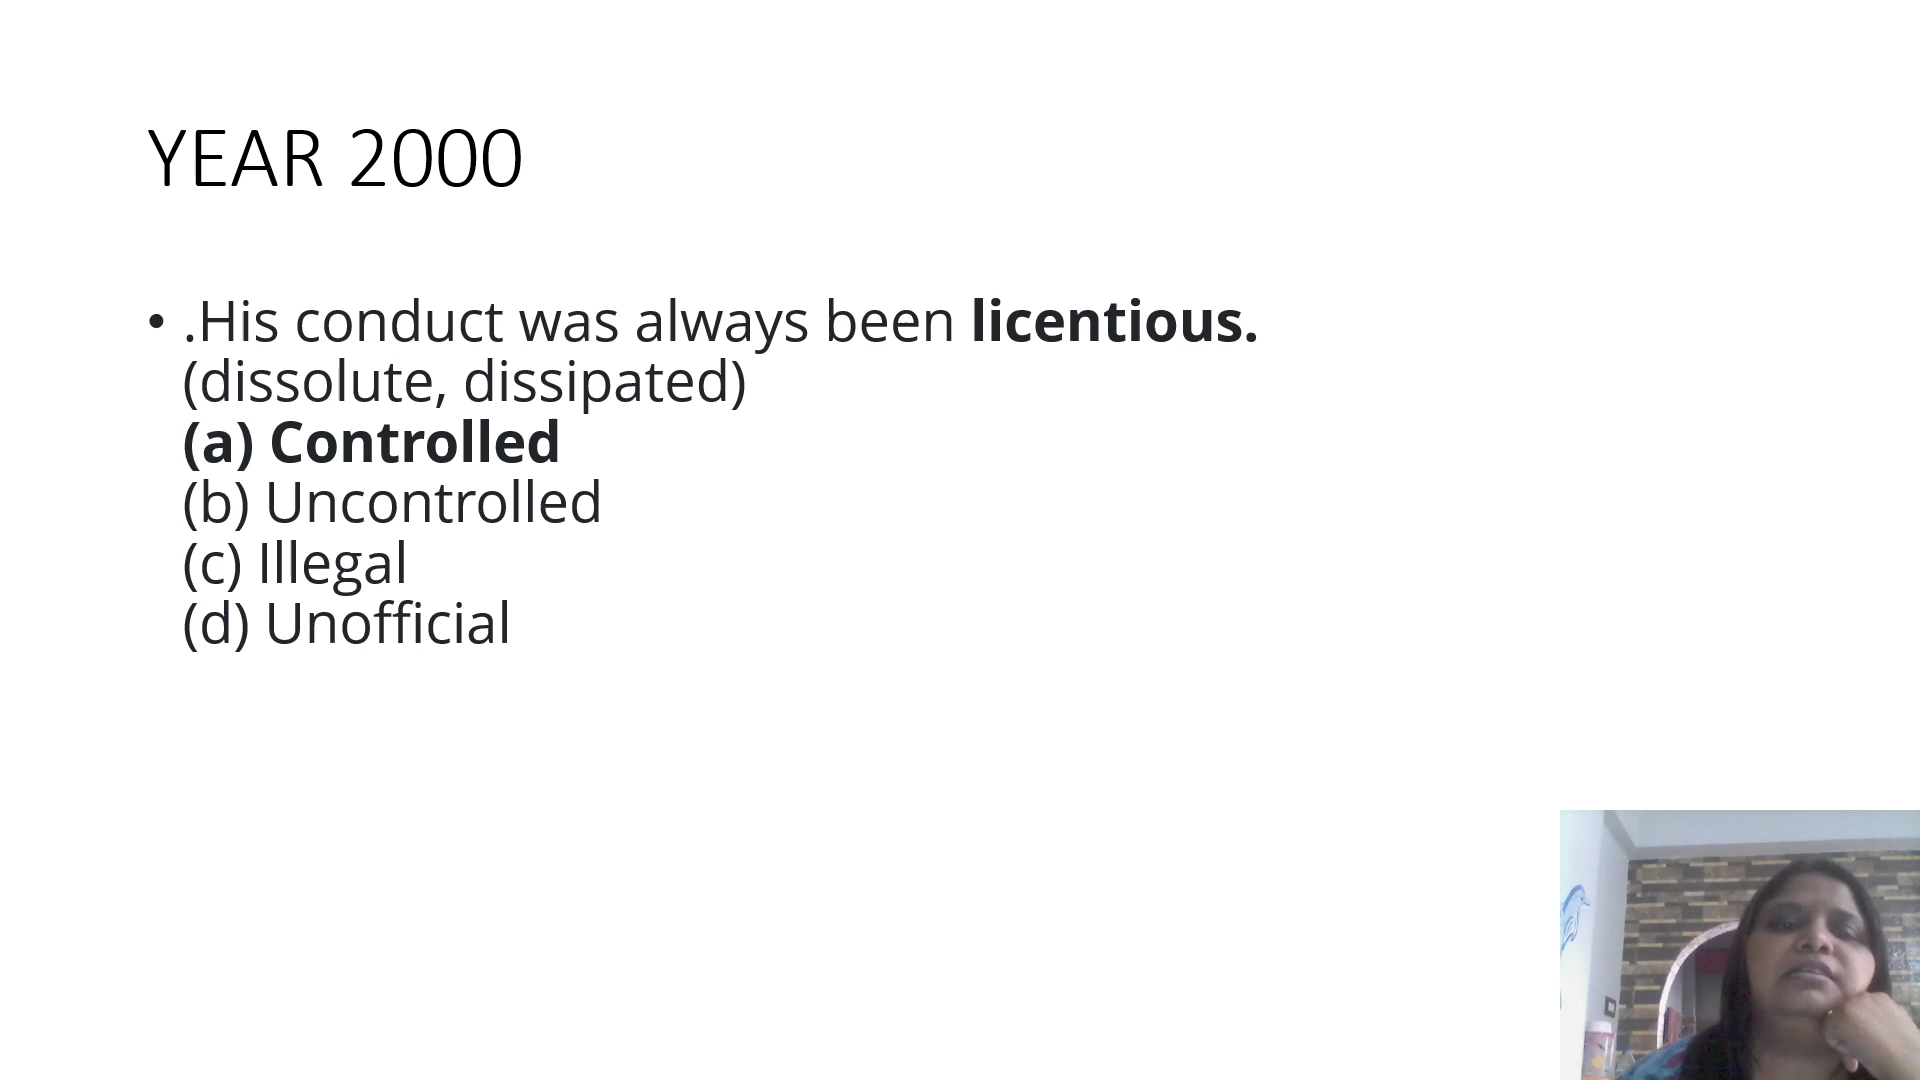 YEAR 2000
• .His conduct was always been licentious.
(dissolute, dissipated)
(a) Controlled
(b) Uncontrolled
(c) Illegal
(d) Unofficial